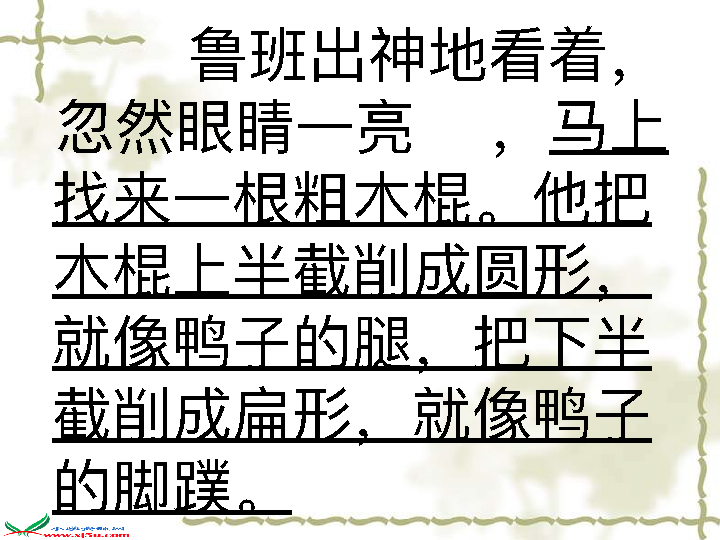 鲁班出神地看着，
忽然眼睛一亮，马上
找来一根粗木棍。他把
木棍上半截削成圆形，
就像鸭子的腿，把下半
截削成扁形，就像鸭子
的脚蹼。
www.xj5u.com